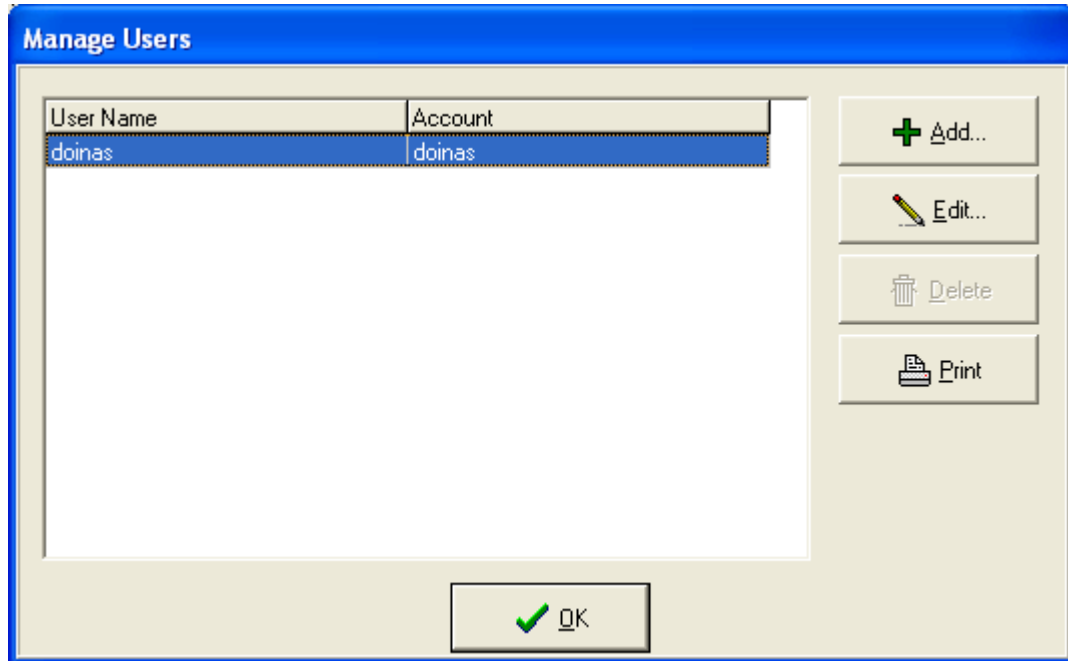 Manage Users
User Name Account
doinas doinas
Add...
Edit...
Delete
Print
OK